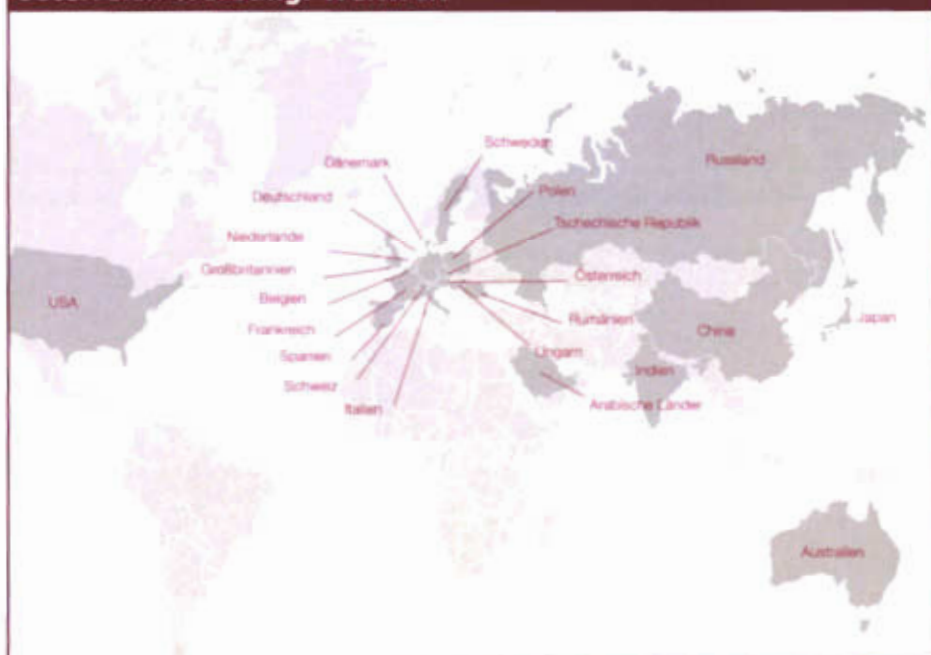 Schweden
Dänemark
Russland
Deutschland
Polen
Tschechische Republik
Niederlande
Großbritannien
Österreich
Belgien
USA
Rumänien
Japan
Frankreich
China
Spanien
Ungarn
Indien
Schweiz
Arabische Länder
Italien
Australien